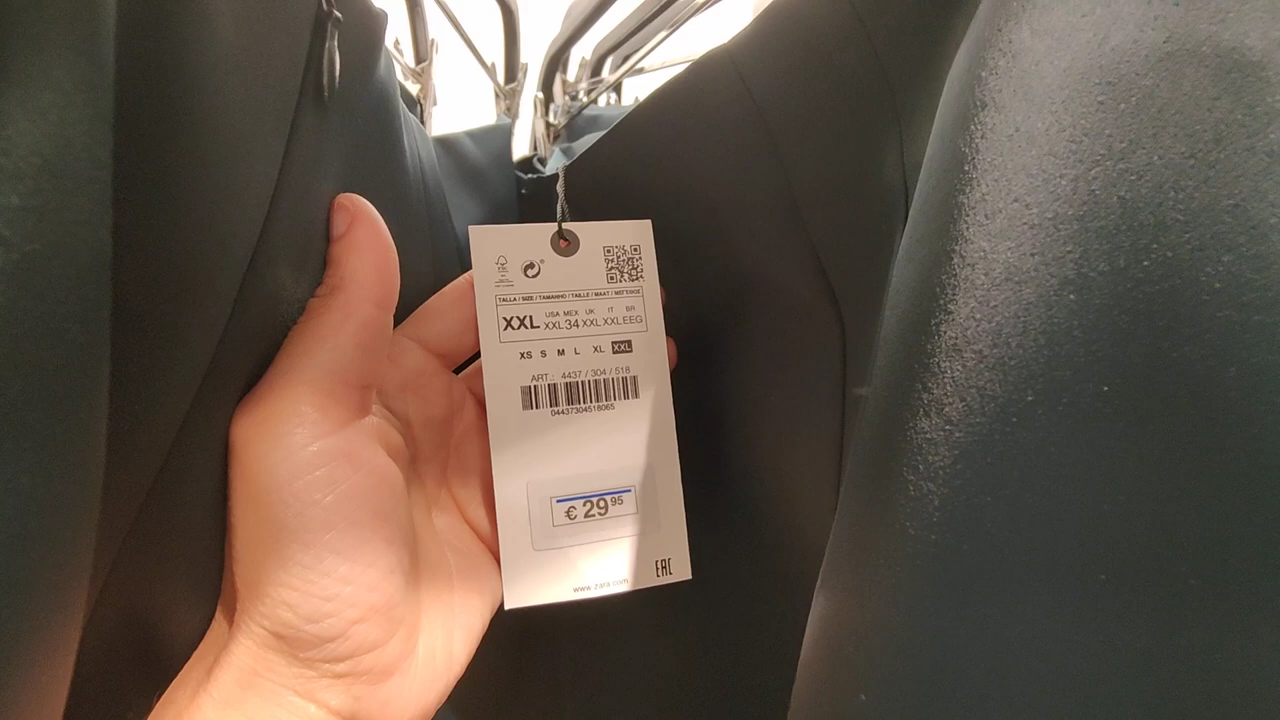 TALLA / SIZE / TAMANHO / TAILLE / MAAT / ΜΕΓΕΘΟΣ
USA MEX UK IT BR
XXL XXL 34 XXL XXL EEG
XS S M L XL XXL
ART.: 4437 / 304 / 518
04437304518065
€ 29 95
EAC
www.zara.com